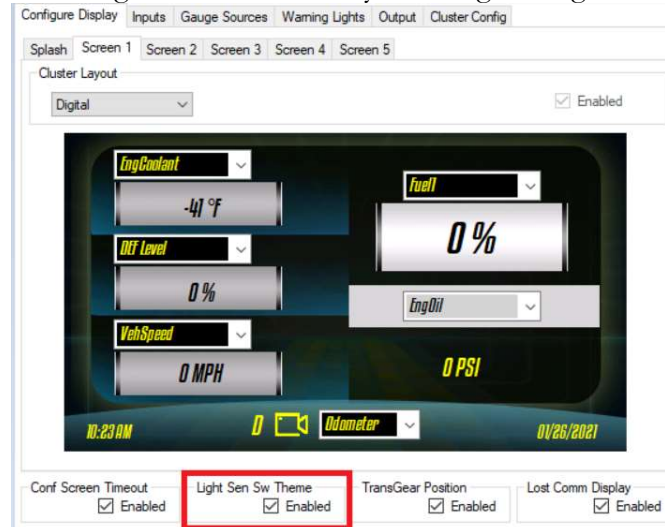 Configure Display Inputs Gauge Sources Warning Lights Output Cluster Config
Splash Screen 1 Screen 2 Screen 3 Screen 4 Screen 5
Cluster Layout
Digital
Enabled
EngCoolant
-41 °F
DEF Level
0 %
VehSpeed
0 MPH
Fuel1
0 %
EngOil
0 PSI
10:23 AM
0
Odometer
01/26/2021
Conf Screen Timeout Light Sen Sw Theme TransGear Position Lost Comm Display
Enabled Enabled Enabled Enabled